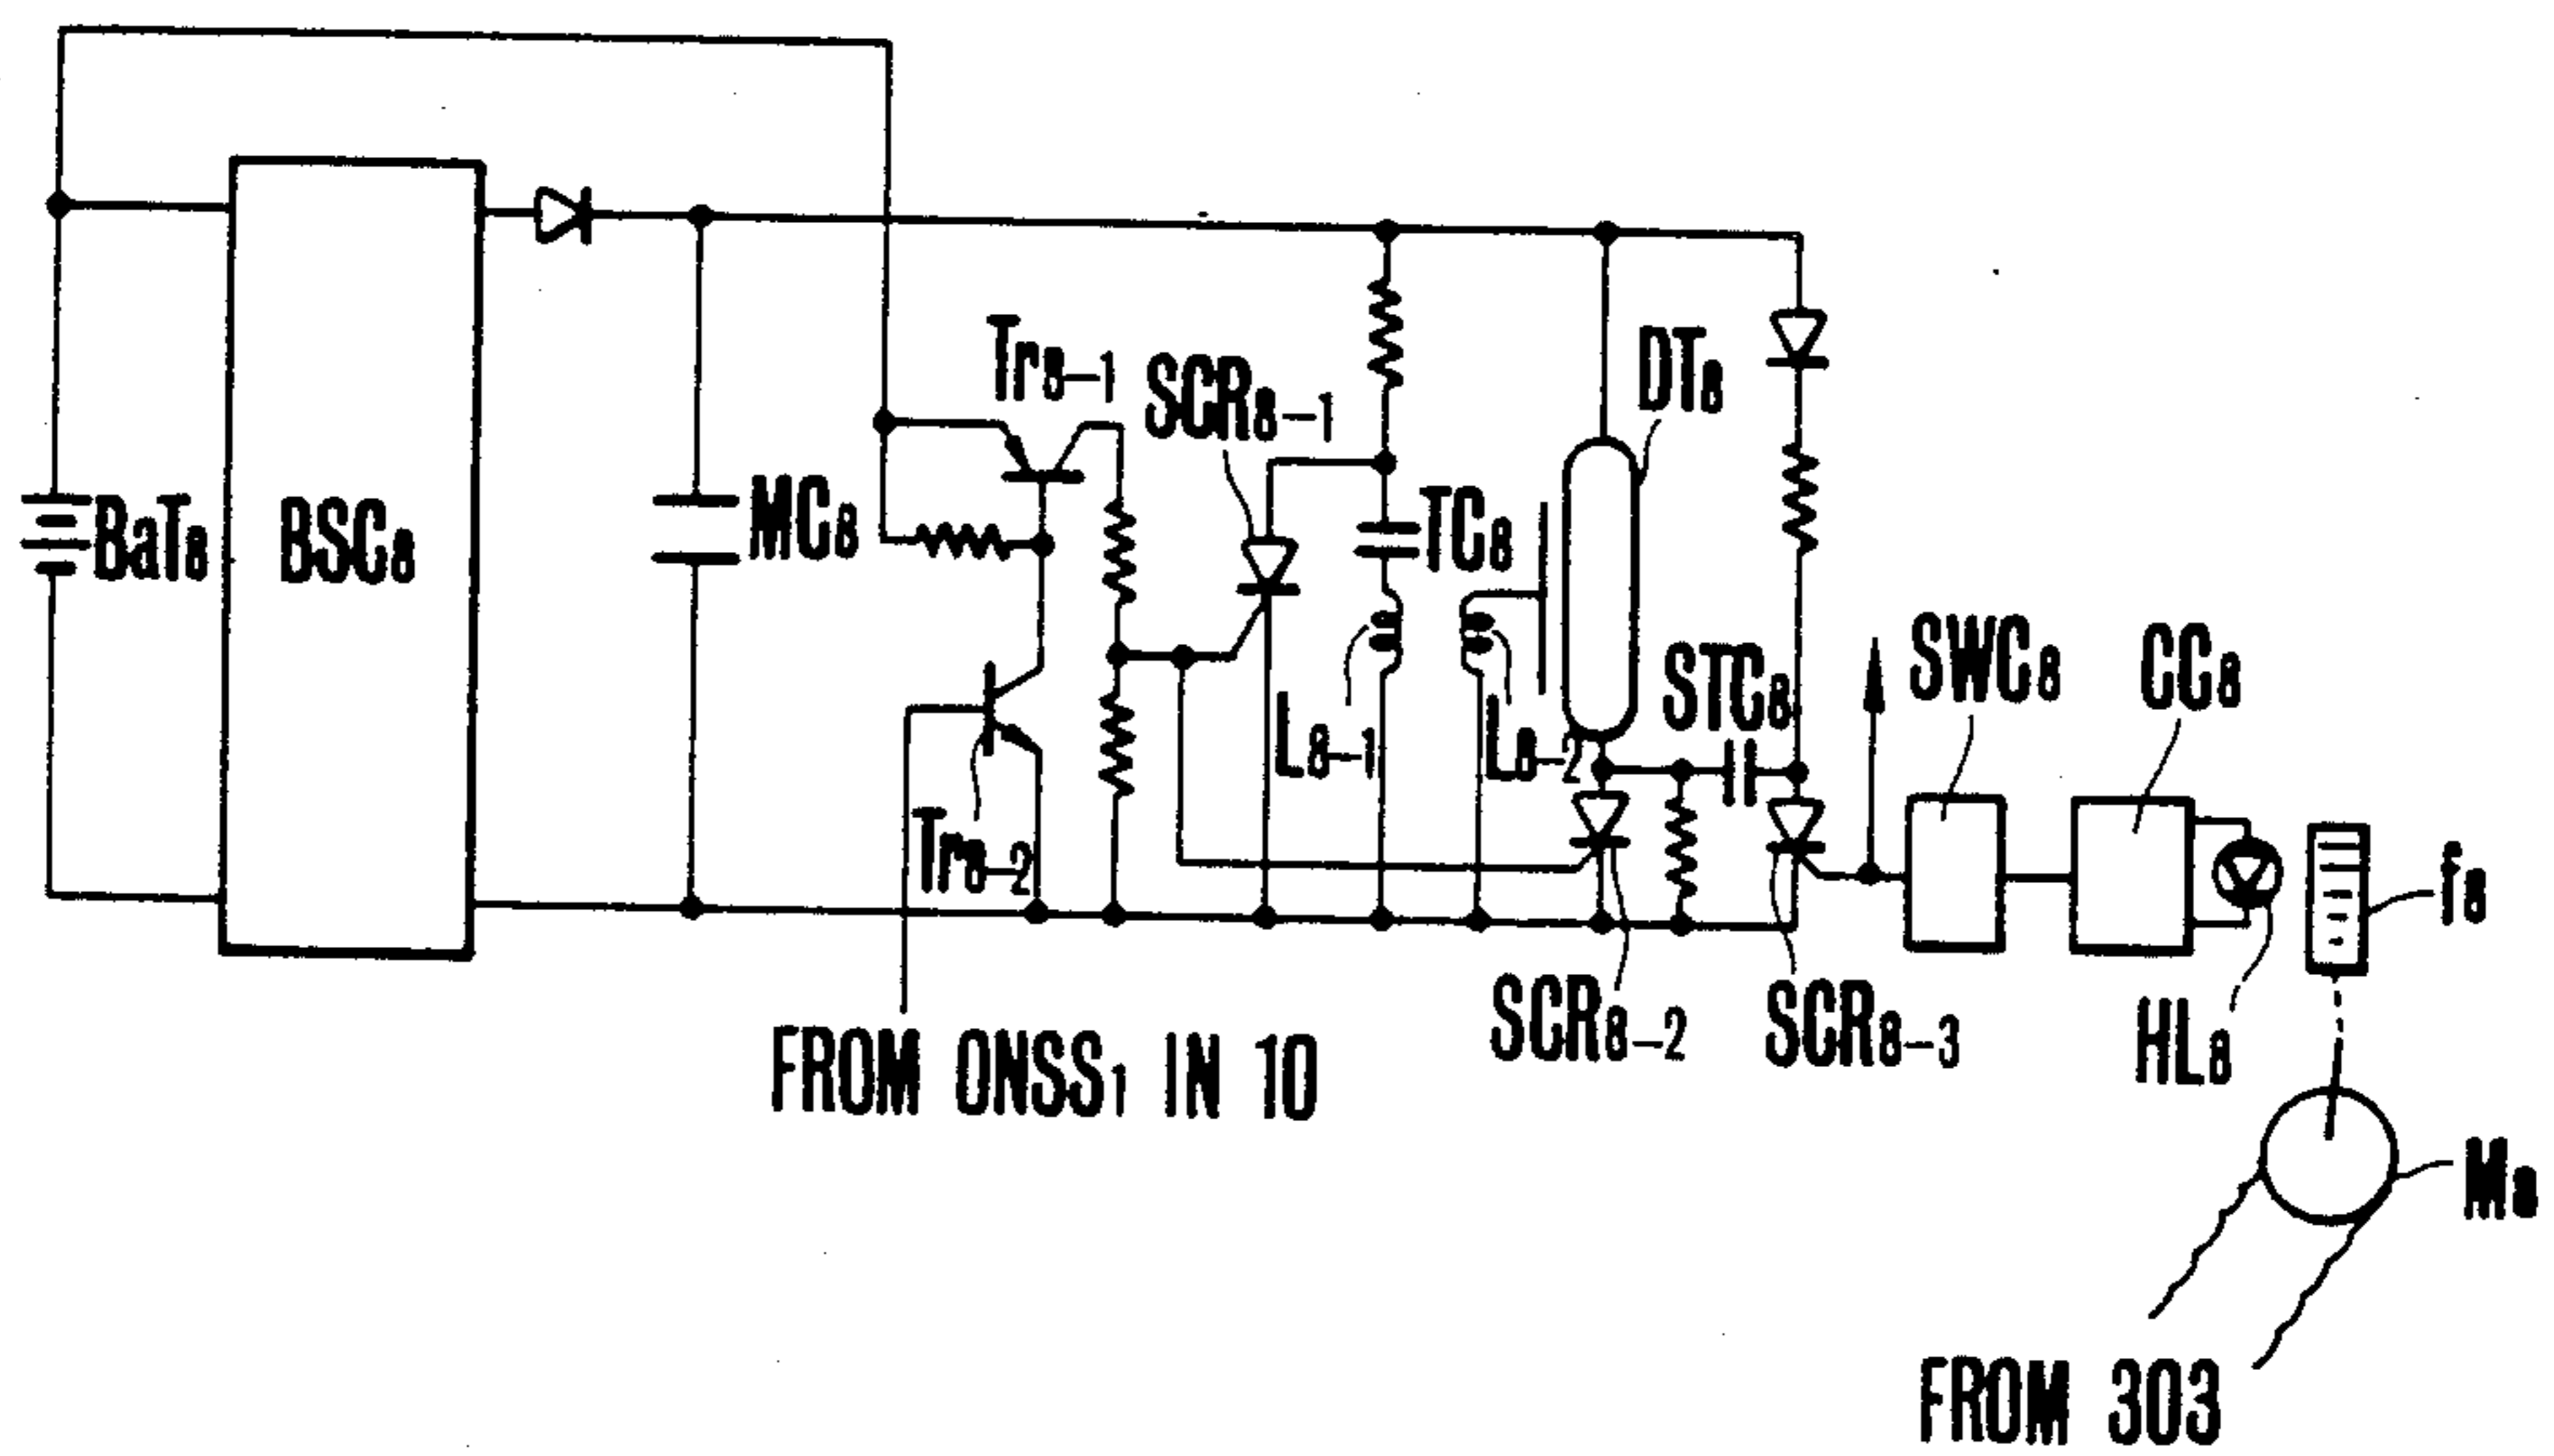 Tr8-1
SCR8-1
DT8
BaT8
BSC8
MC8
TC8
STC8
SWC8
CC8
L8-1
L8-2
Tr8-2
f8
SCR8-2
SCR8-3
HL8
FROM ONSS1 IN 10
M8
FROM 303